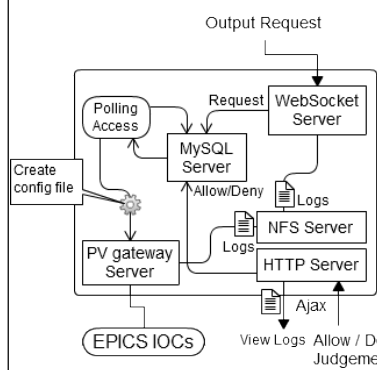 Output Request
Polling
Access
Request
WebSocket
Server
MySQL
Server
Create
config file
Allow/Deny
Logs
NFS Server
Logs
PV gateway
Server
HTTP Server
Ajax
EPICS IOCs
View Logs
Allow /